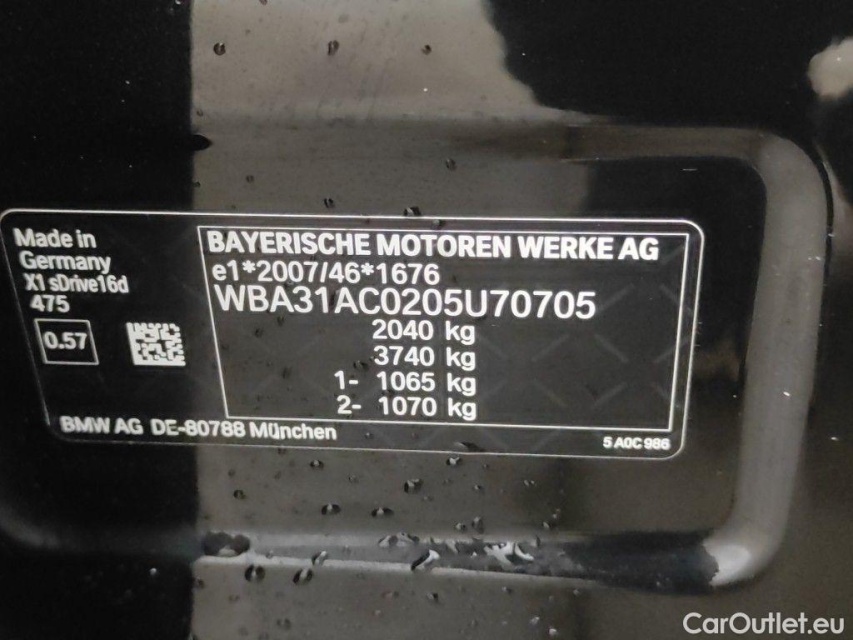 Made in
Germany
X1 sDrive16d
475
0.57
BAYERISCHE MOTOREN WERKE AG
e1*2007/46*1676
WBA31AC0205U70705
2040 kg
3740 kg
1- 1065 kg
2- 1070 kg
BMW AG DE-80788 München
5 A0C 986
CarOutlet.eu